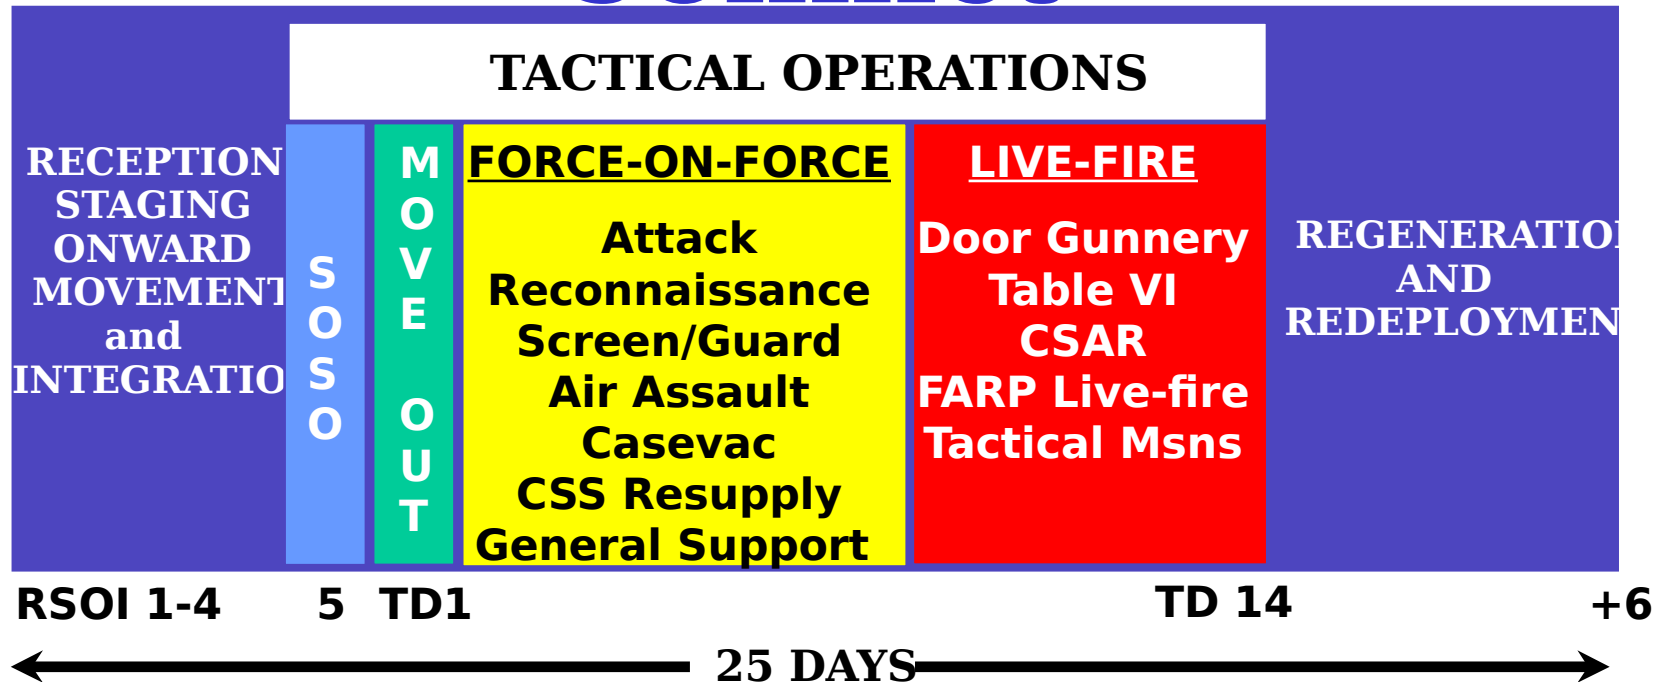 TACTICAL OPERATIONS
RECEPTION
STAGING
ONWARD
MOVEMENT
and
INTEGRATIO
S
O
S
O
M
O
V
E
O
U
T
FORCE-ON-FORCE
Attack
Reconnaissance
Screen/Guard
Air Assault
Casevac
CSS Resupply
General Support
LIVE-FIRE
Door Gunnery
Table VI
CSAR
FARP Live-fire
Tactical Msns
REGENERATIO
AND
REDEPLOYMEN
RSOI 1-4
5
TD1
TD 14
+6
25 DAYS